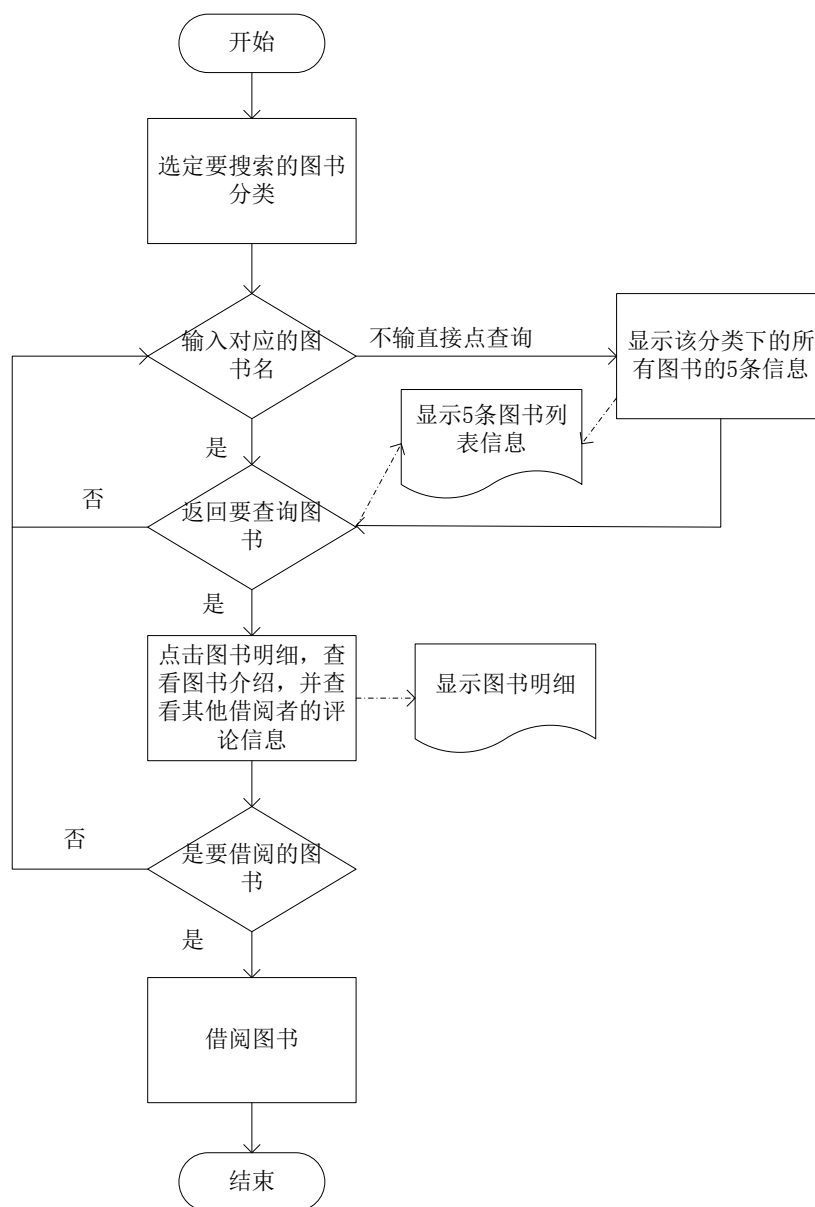 开始
选定要搜索的图书
分类
输入对应的图
书名
不输直接点查询
显示该分类下的所
有图书的5条信息
显示5条图书列
表信息
是
否
返回要查询图
书
是
点击图书明细，查
看图书介绍，并查
看其他借阅者的评
论信息
显示图书明细
否
是要借阅的图
书
是
借阅图书
结束